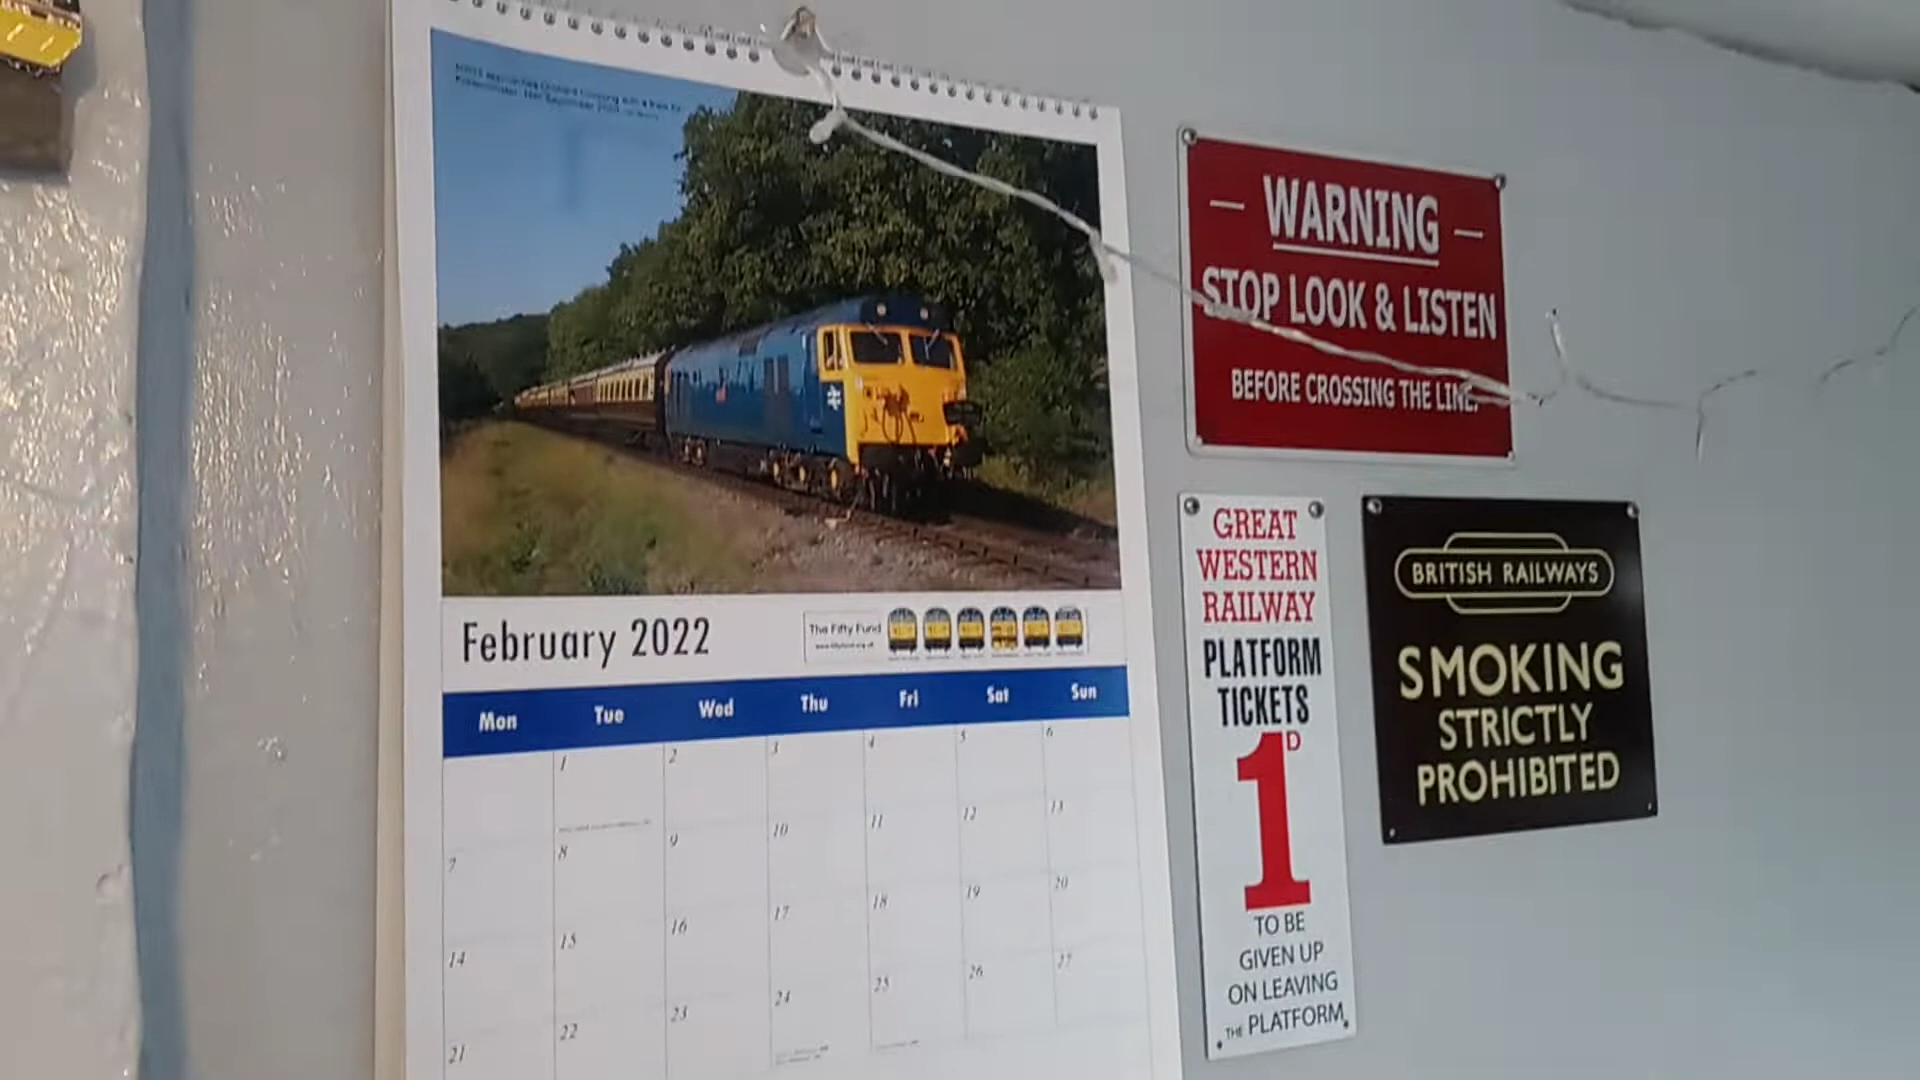 February 2022
The Fifty Fund
Mon Tue Wed Thu Fri Sat Sun
1 2 3 4 5 6
7 8 9 10 11 12 13
14 15 16 17 18 19 20
21 22 23 24 25 26 27
— WARNING —
STOP LOOK & LISTEN
BEFORE CROSSING THE LINE.
GREAT
WESTERN
RAILWAY
PLATFORM
TICKETS
1D
TO BE
GIVEN UP
ON LEAVING
THE PLATFORM
BRITISH RAILWAYS
SMOKING
STRICTLY
PROHIBITED